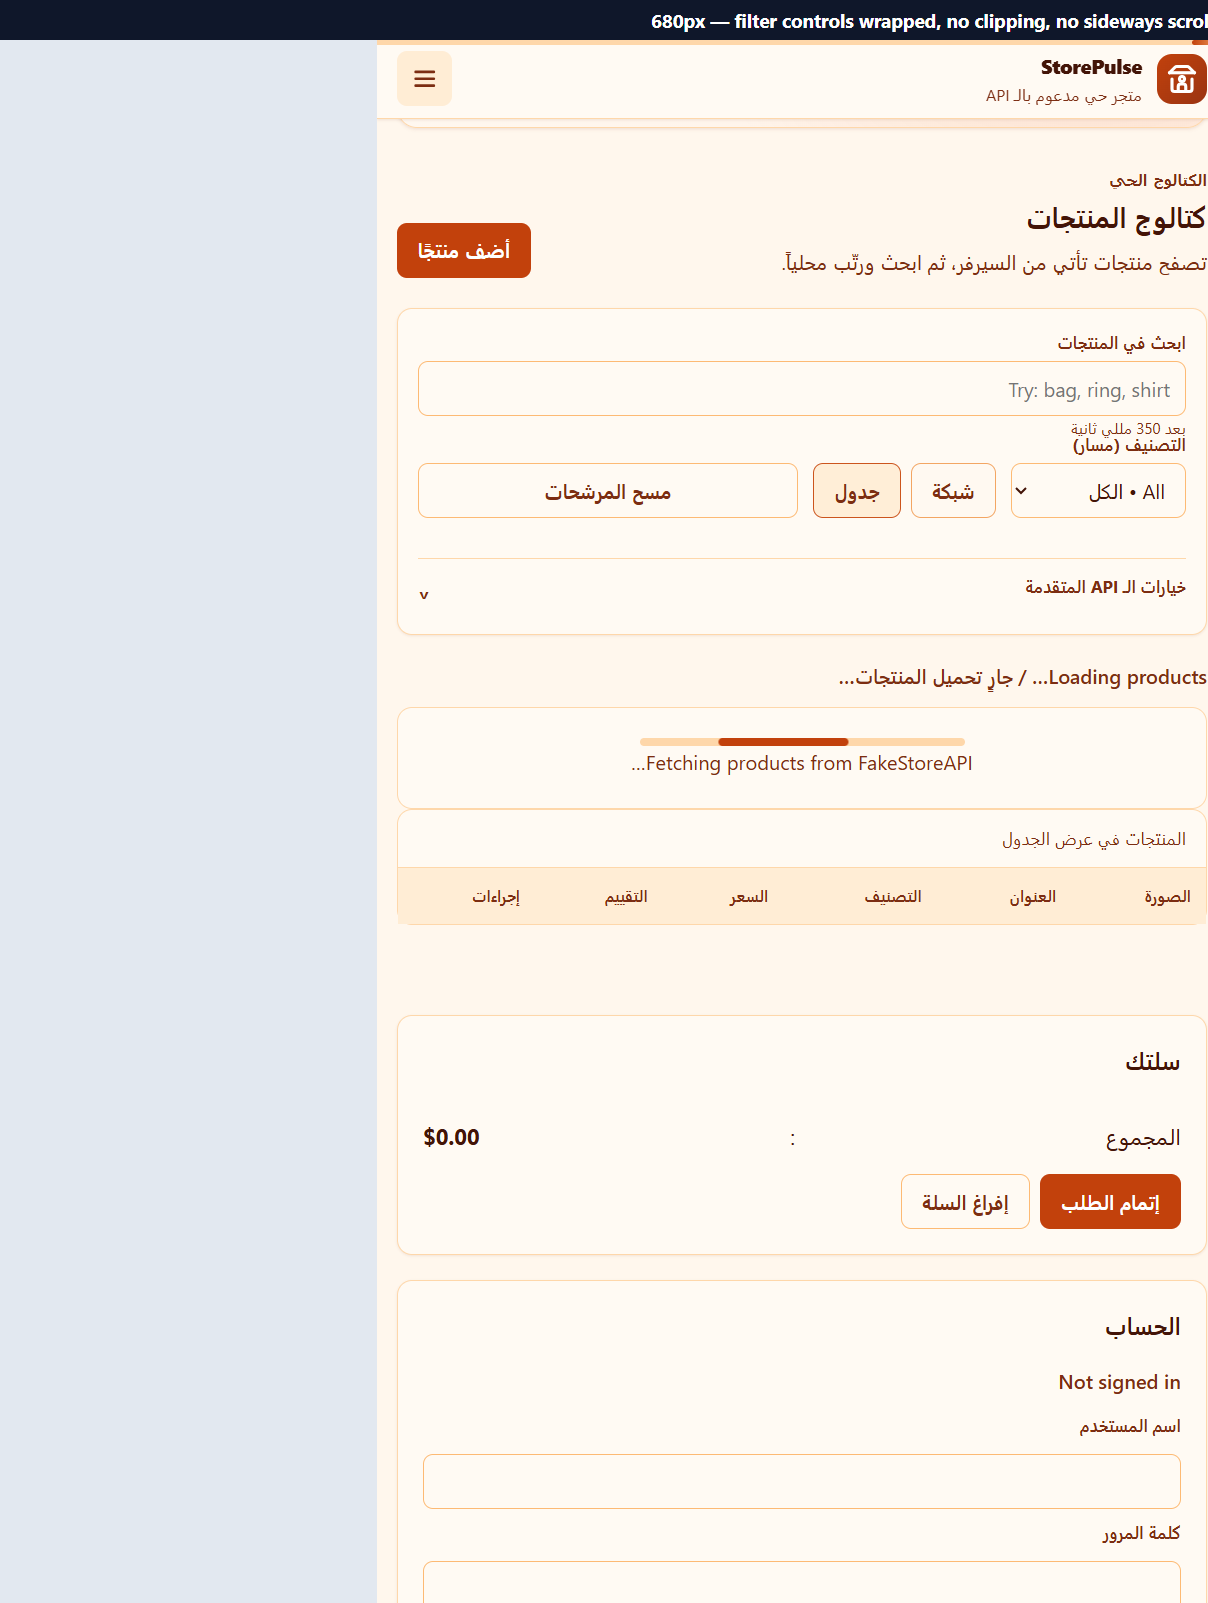 680px — filter controls wrapped, no clipping, no sideways scrol
StorePulse
متجر حي مدعوم بالـ API
الكتالوج الحي
كتالوج المنتجات
تصفح منتجات تأتي من السيرفر، ثم ابحث ورتّب محلياً.
أضف منتجًا
ابحث في المنتجات
Try: bag, ring, shirt
بعد 350 مللي ثانية
التصنيف (مسار)
All • الكل
شبكة
جدول
مسح المرشحات
خيارات الـ API المتقدمة
v
Loading products... / جارٍ تحميل المنتجات...
Fetching products from FakeStoreAPI...
المنتجات في عرض الجدول
الصورة العنوان التصنيف السعر التقييم إجراءات
سلتك
المجموع : $0.00
إتمام الطلب
إفراغ السلة
الحساب
Not signed in
اسم المستخدم
كلمة المرور